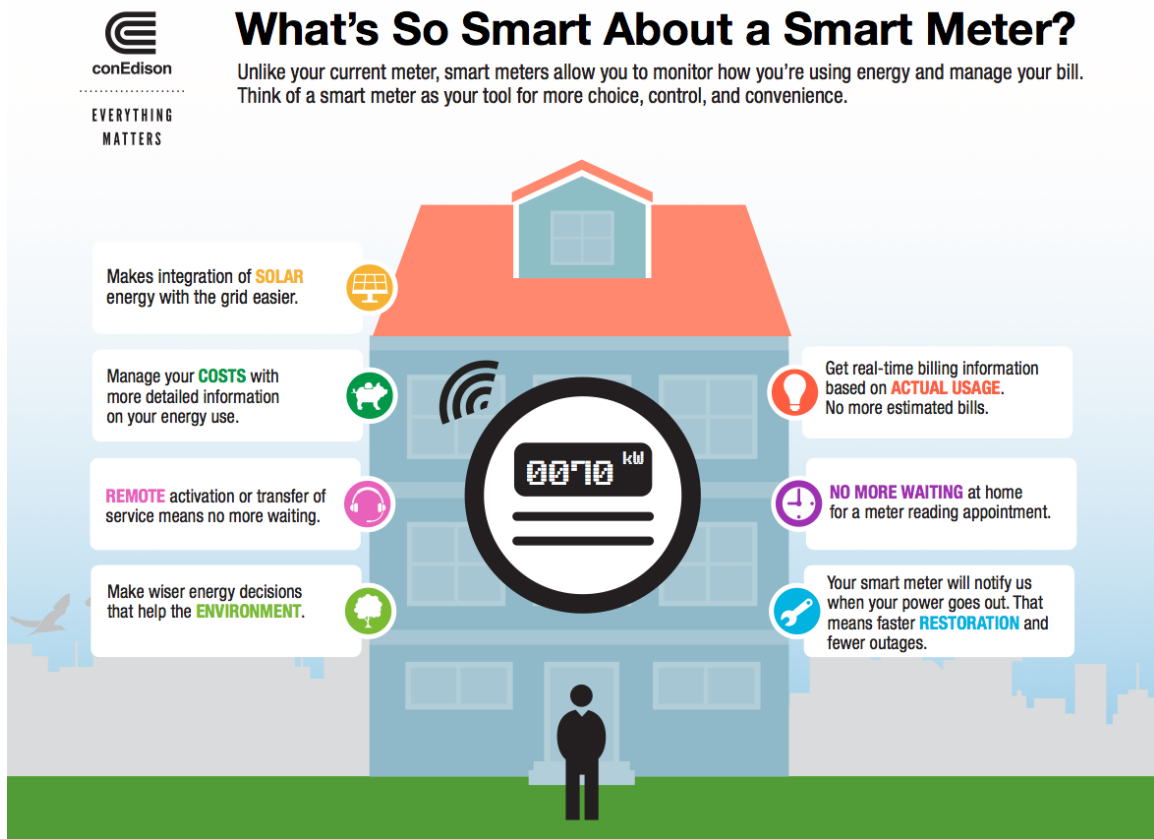 What's So Smart About a Smart Meter?
conEdison
EVERYTHING
MATTERS
Unlike your current meter, smart meters allow you to monitor how you're using energy and manage your bill.
Think of a smart meter as your tool for more choice, control, and convenience.
Makes integration of SOLAR
energy with the grid easier.
Manage your COSTS with
more detailed information
on your energy use.
REMOTE activation or transfer of
service means no more waiting.
Make wiser energy decisions
that help the ENVIRONMENT.
0070 kW
Get real-time billing information
based on ACTUAL USAGE.
No more estimated bills.
NO MORE WAITING at home
for a meter reading appointment.
Your smart meter will notify us
when your power goes out. That
means faster RESTORATION and
fewer outages.